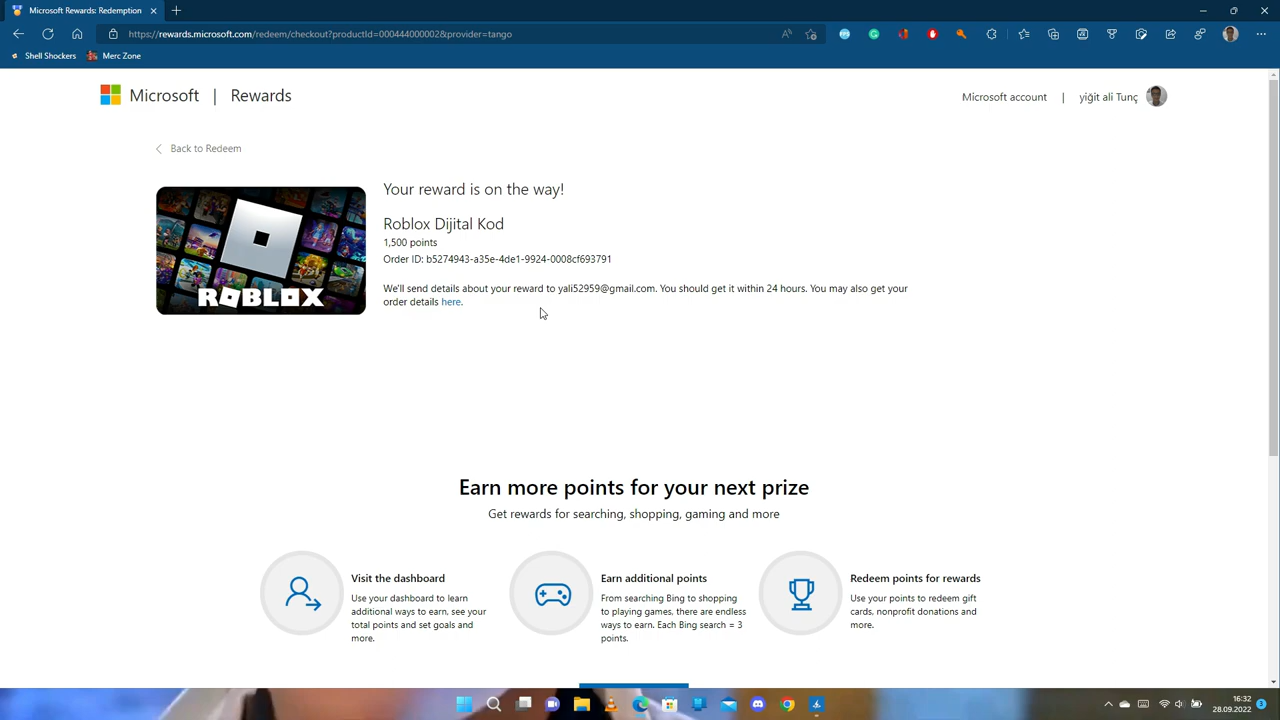 Microsoft Rewards: Redemption
https://rewards.microsoft.com/redeem/checkout?productId=000444000002&provider=tango
Shell Shockers
Merc Zone
Microsoft | Rewards
Microsoft account | yiğit ali Tunç
Back to Redeem
Your reward is on the way!
Roblox Dijital Kod
1,500 points
Order ID: b5274943-a35e-4de1-9924-0008cf693791
We'll send details about your reward to yali52959@gmail.com. You should get it within 24 hours. You may also get your
order details here.
ROBLOX
Earn more points for your next prize
Get rewards for searching, shopping, gaming and more
Visit the dashboard
Use your dashboard to learn
additional ways to earn, see your
total points and set goals and
more.
Earn additional points
From searching Bing to shopping
to playing games, there are endless
ways to earn. Each Bing search = 3
points.
Redeem points for rewards
Use your points to redeem gift
cards, nonprofit donations and
more.
16:32
28.09.2022
3